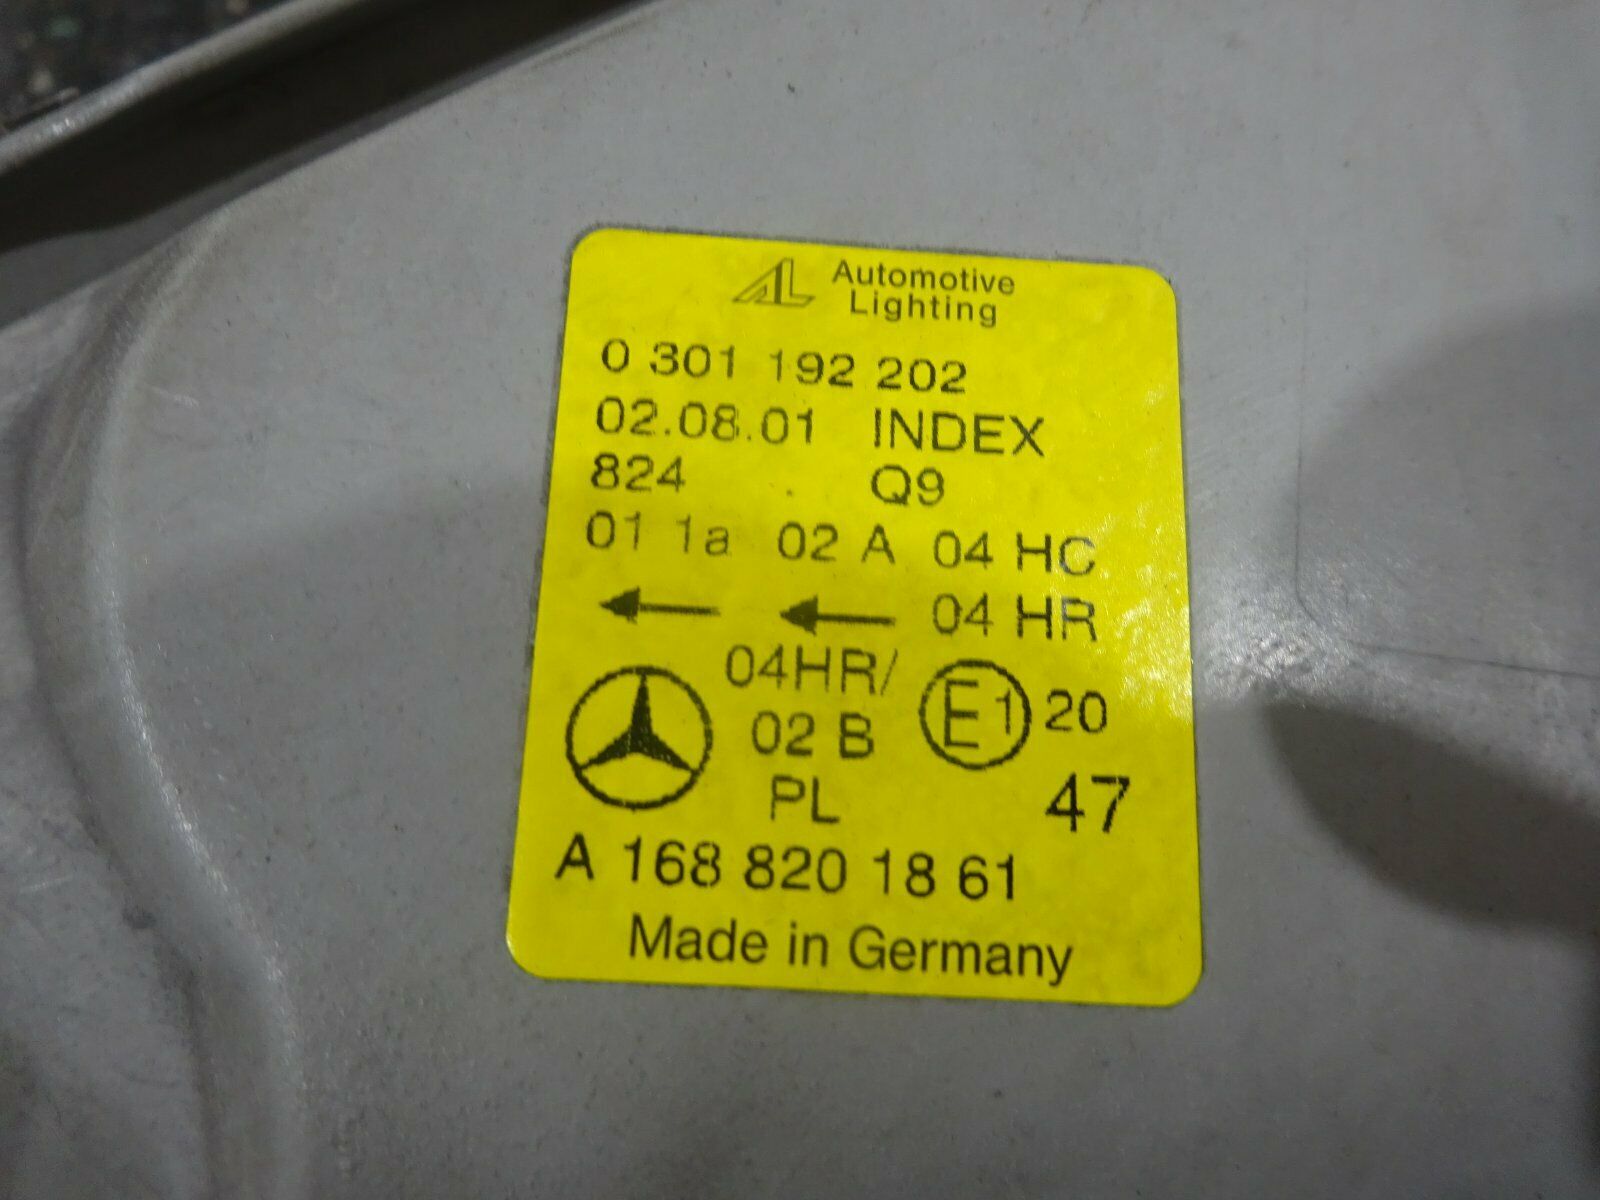 AL Automotive
Lighting
0 301 192 202
02.08.01 INDEX
824 Q9
01 1a 02 A 04 HC
04 HR
04HR/
E1 20
02 B
PL 47
A 168 820 18 61
Made in Germany